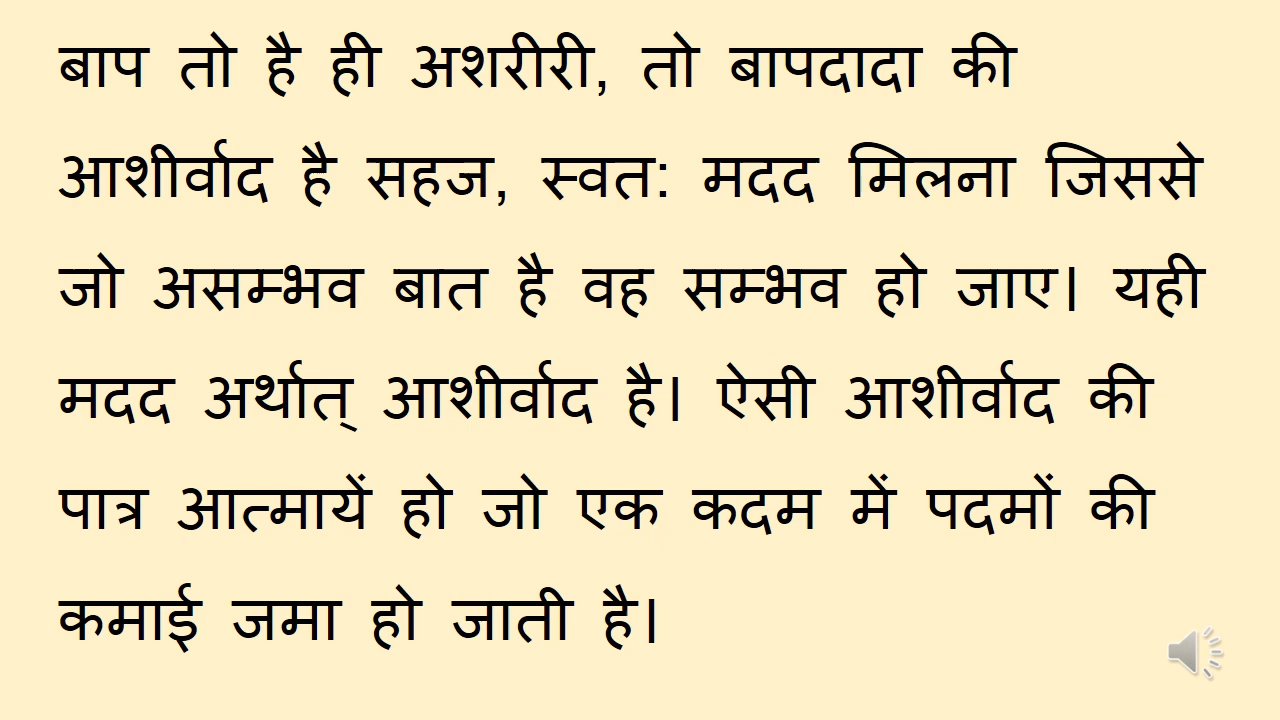 बाप तो है ही अशरीरी, तो बापदादा की
आशीर्वाद है सहज, स्वत: मदद मिलना जिससे
जो असम्भव बात है वह सम्भव हो जाए। यही
मदद अर्थात् आशीर्वाद है। ऐसी आशीर्वाद की
पात्र आत्मायें हो जो एक कदम में पदमों की
कमाई जमा हो जाती है।